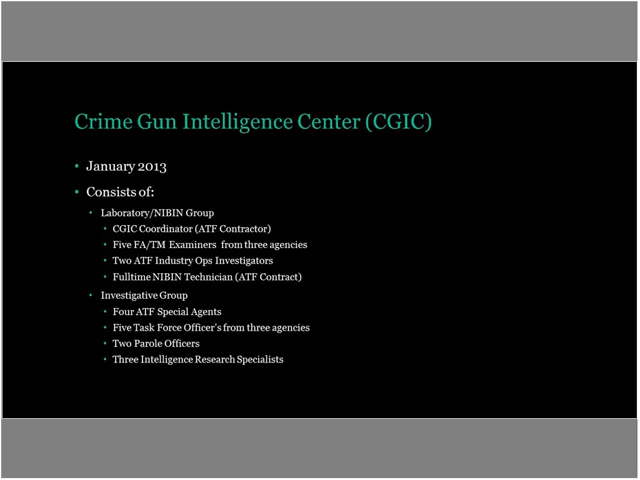 Crime Gun Intelligence Center (CGIC)
• January 2013
• Consists of:
• Laboratory/NIBIN Group
• CGIC Coordinator (ATF Contractor)
• Five FA/TM Examiners from three agencies
• Two ATF Industry Ops Investigators
• Fulltime NIBIN Technician (ATF Contract)
• Investigative Group
• Four ATF Special Agents
• Five Task Force Officer's from three agencies
• Two Parole Officers
• Three Intelligence Research Specialists